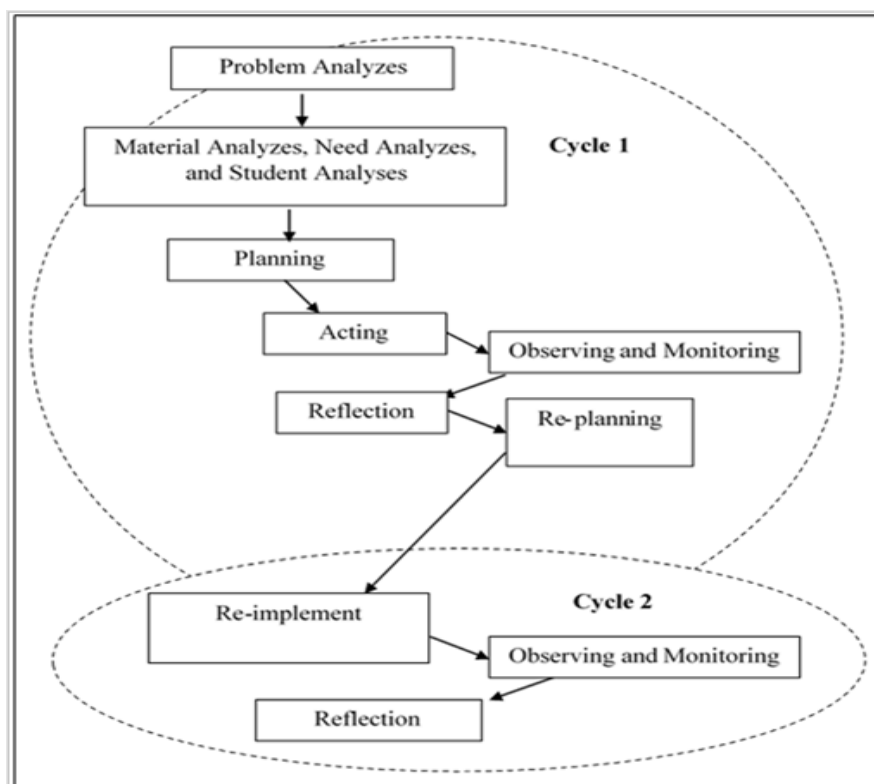 Problem Analyzes
Cycle 1
Material Analyzes, Need Analyzes,
and Student Analyses
Planning
Acting
Observing and Monitoring
Reflection
Re-planning
Re-implement
Cycle 2
Observing and Monitoring
Reflection